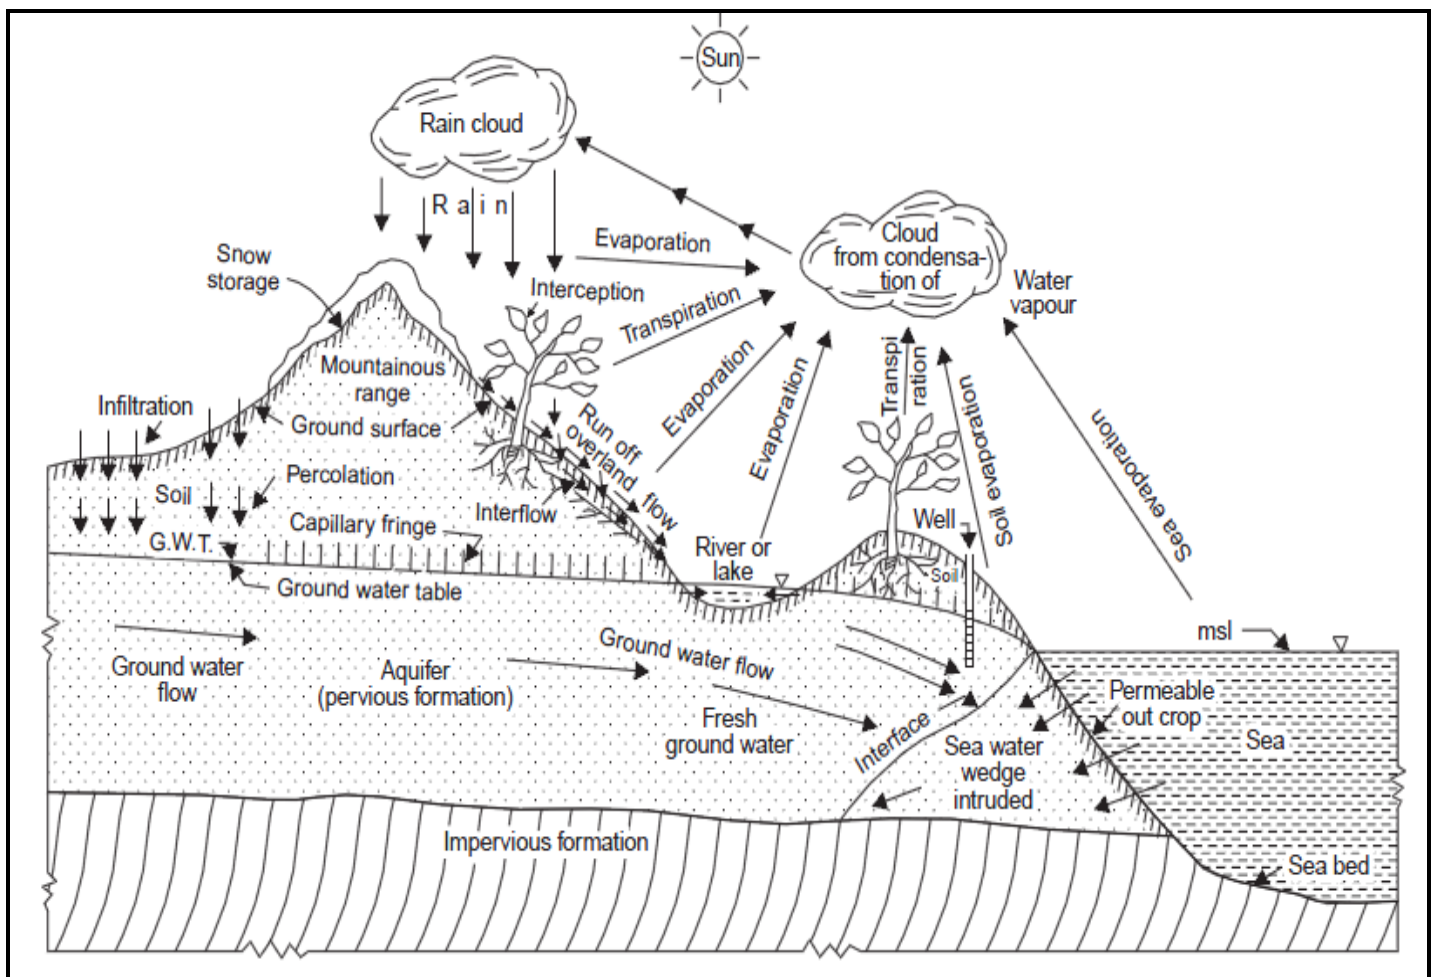 Sun
Rain cloud
Rain
Evaporation
Cloud
from condensa-
tion of
Water
vapour
Snow
storage
Interception
Transpiration
Evaporation
Evaporation
Transpi
ration
Soil evaporation
Sea evaporation
Mountainous
range
Infiltration
Ground surface
Run off
overland flow
Percolation
Soil
Interflow
Capillary fringe
G.W.T.
Well
River or
lake
Soil
Ground water table
msl
Ground water flow
Ground water
flow
Aquifer
(pervious formation)
Permeable
out crop
Fresh
ground water
Interface
Sea water
wedge
intruded
Sea
Impervious formation
Sea bed